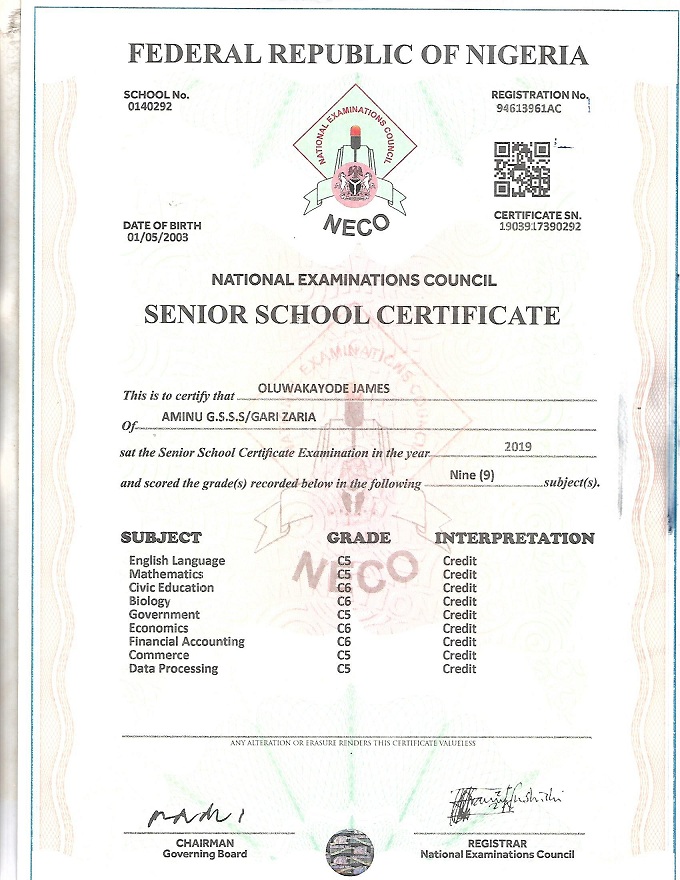 FEDERAL REPUBLIC OF NIGERIA
SCHOOL No.
0140292
REGISTRATION No.
94613961AC
NATIONAL EXAMINATIONS COUNCIL
NECO
CERTIFICATE SN.
1903917390292
DATE OF BIRTH
01/05/2003
NATIONAL EXAMINATIONS COUNCIL
SENIOR SCHOOL CERTIFICATE
This is to certify that OLUWAKAYODE JAMES
Of AMINU G.S.S.S/GARI ZARIA
sat the Senior School Certificate Examination in the year 2019
and scored the grade(s) recorded below in the following Nine (9) subject(s).
SUBJECT GRADE INTERPRETATION
English Language C5 Credit
Mathematics C5 Credit
Civic Education C6 Credit
Biology C6 Credit
Government C5 Credit
Economics C6 Credit
Financial Accounting C6 Credit
Commerce C5 Credit
Data Processing C5 Credit
NECO
ANY ALTERATION OR ERASURE RENDERS THIS CERTIFICATE VALUELESS
CHAIRMAN
Governing Board
REGISTRAR
National Examinations Council